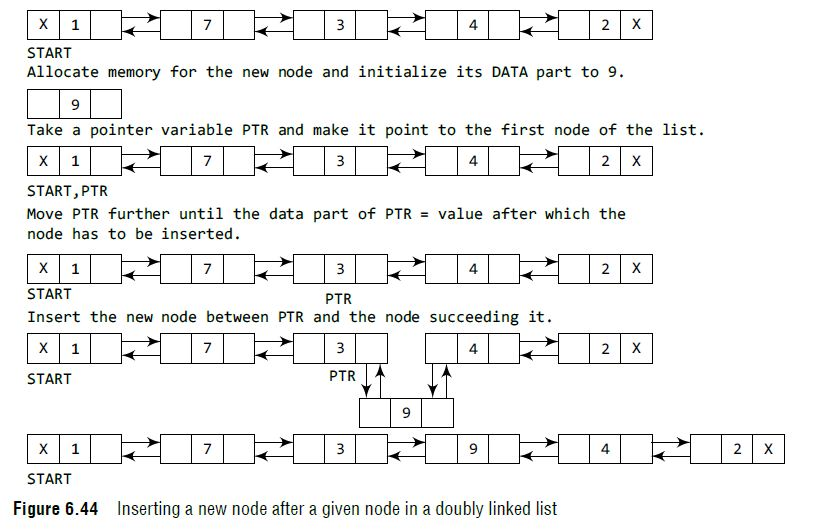 X 1 7 3 4 2 X
START
Allocate memory for the new node and initialize its DATA part to 9.
9
Take a pointer variable PTR and make it point to the first node of the list.
X 1 7 3 4 2 X
START,PTR
Move PTR further until the data part of PTR = value after which the
node has to be inserted.
X 1 7 3 4 2 X
START PTR
Insert the new node between PTR and the node succeeding it.
X 1 7 3 4 2 X
START PTR
9
X 1 7 3 9 4 2 X
START
Figure 6.44 Inserting a new node after a given node in a doubly linked list